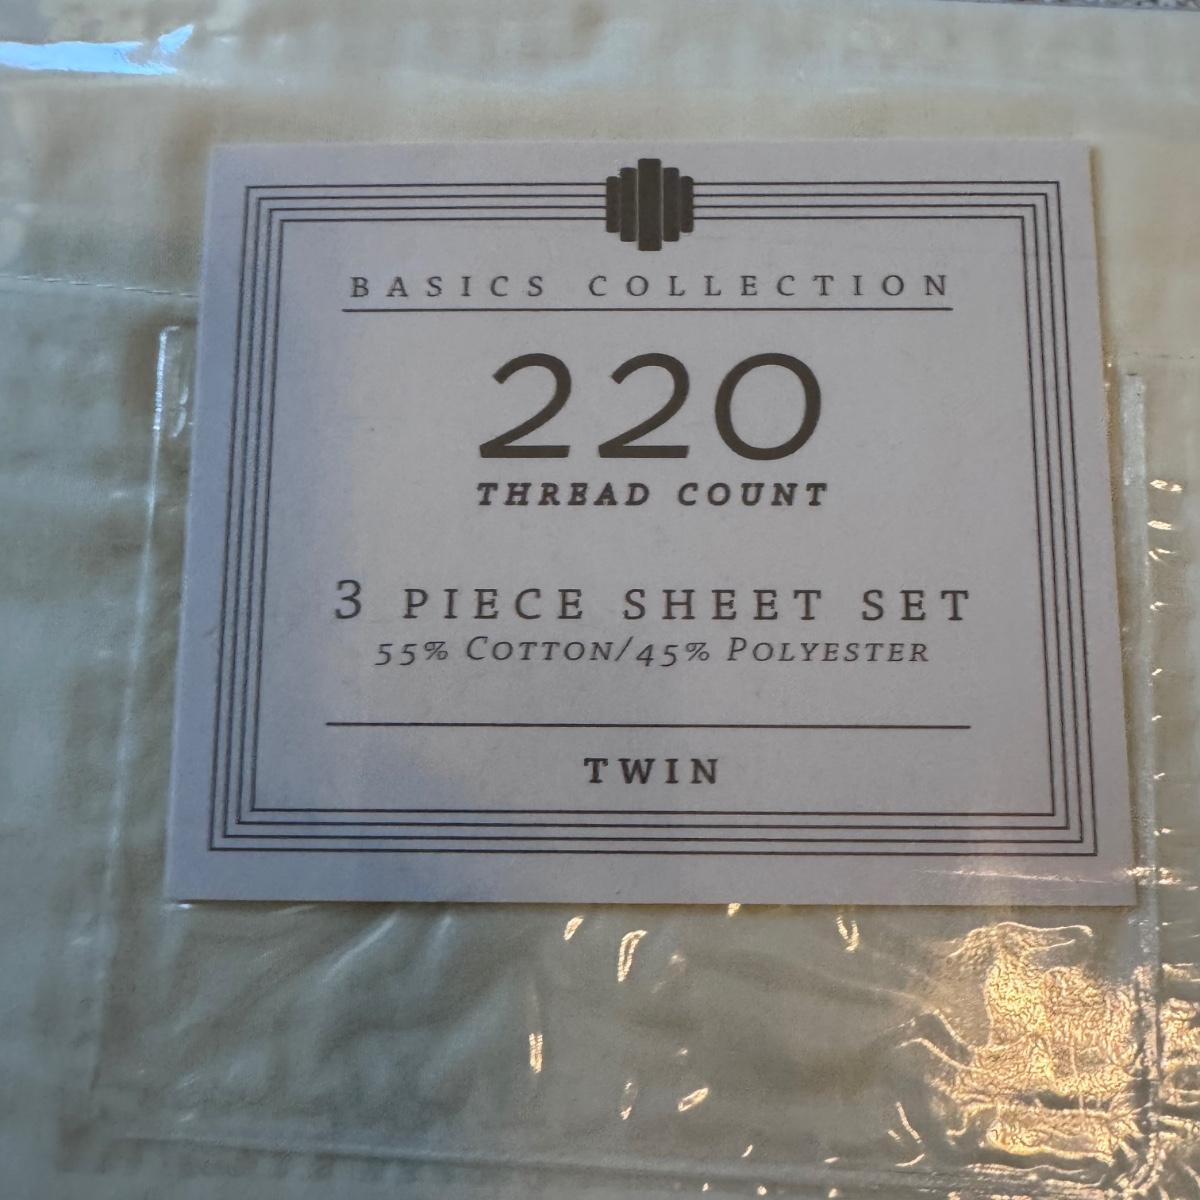 BASICS COLLECTION
220
THREAD COUNT
3 PIECE SHEET SET
55% COTTON/45% POLYESTER
TWIN